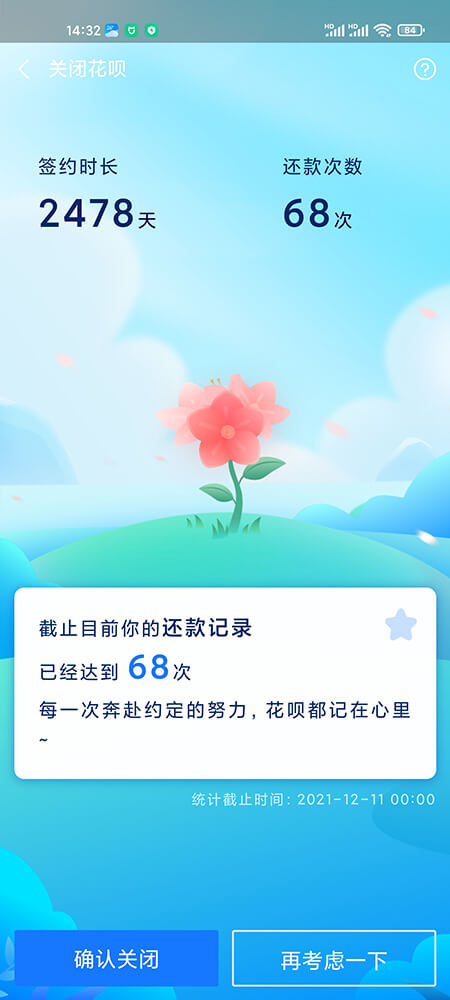 14:32
HD HD 84
关闭花呗
签约时长 还款次数
2478天 68次
截止目前你的还款记录
已经达到 68次
每一次奔赴约定的努力，花呗都记在心里
~
统计截止时间：2021-12-11 00:00
确认关闭 再考虑一下